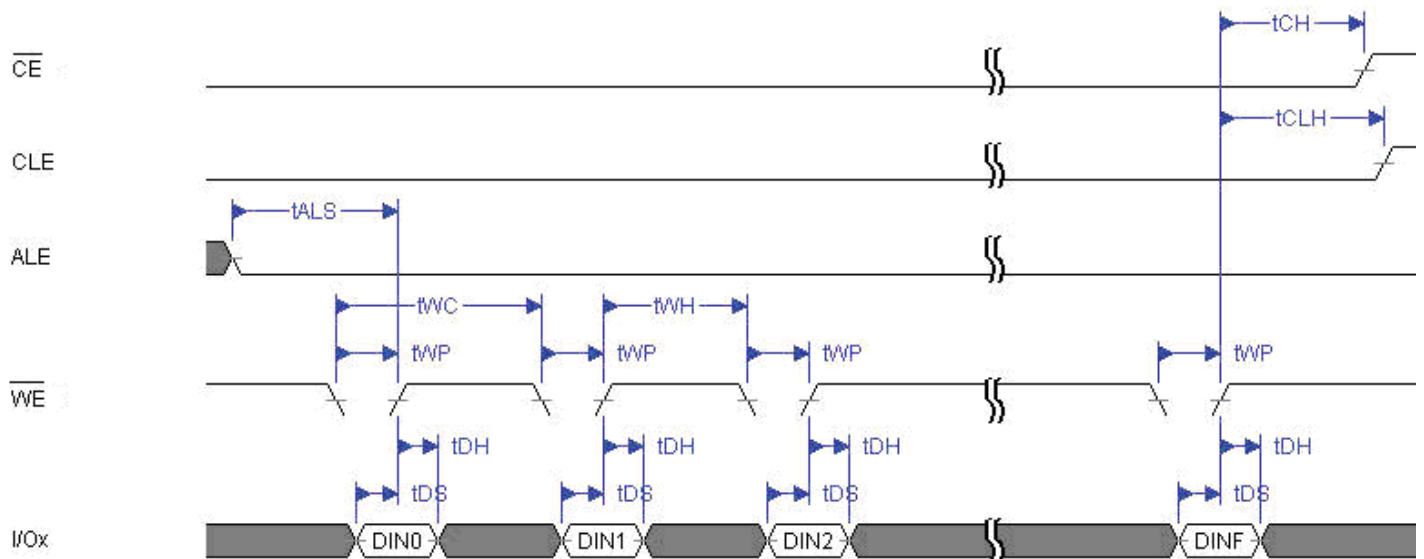 tCH
CE
tCLH
CLE
tALS
ALE
tWC
tWH
tWP
tWP
tWP
tWP
WE
tDH
tDH
tDH
tDH
tDS
tDS
tDS
tDS
I/Ox
DIN0
DIN1
DIN2
DINF